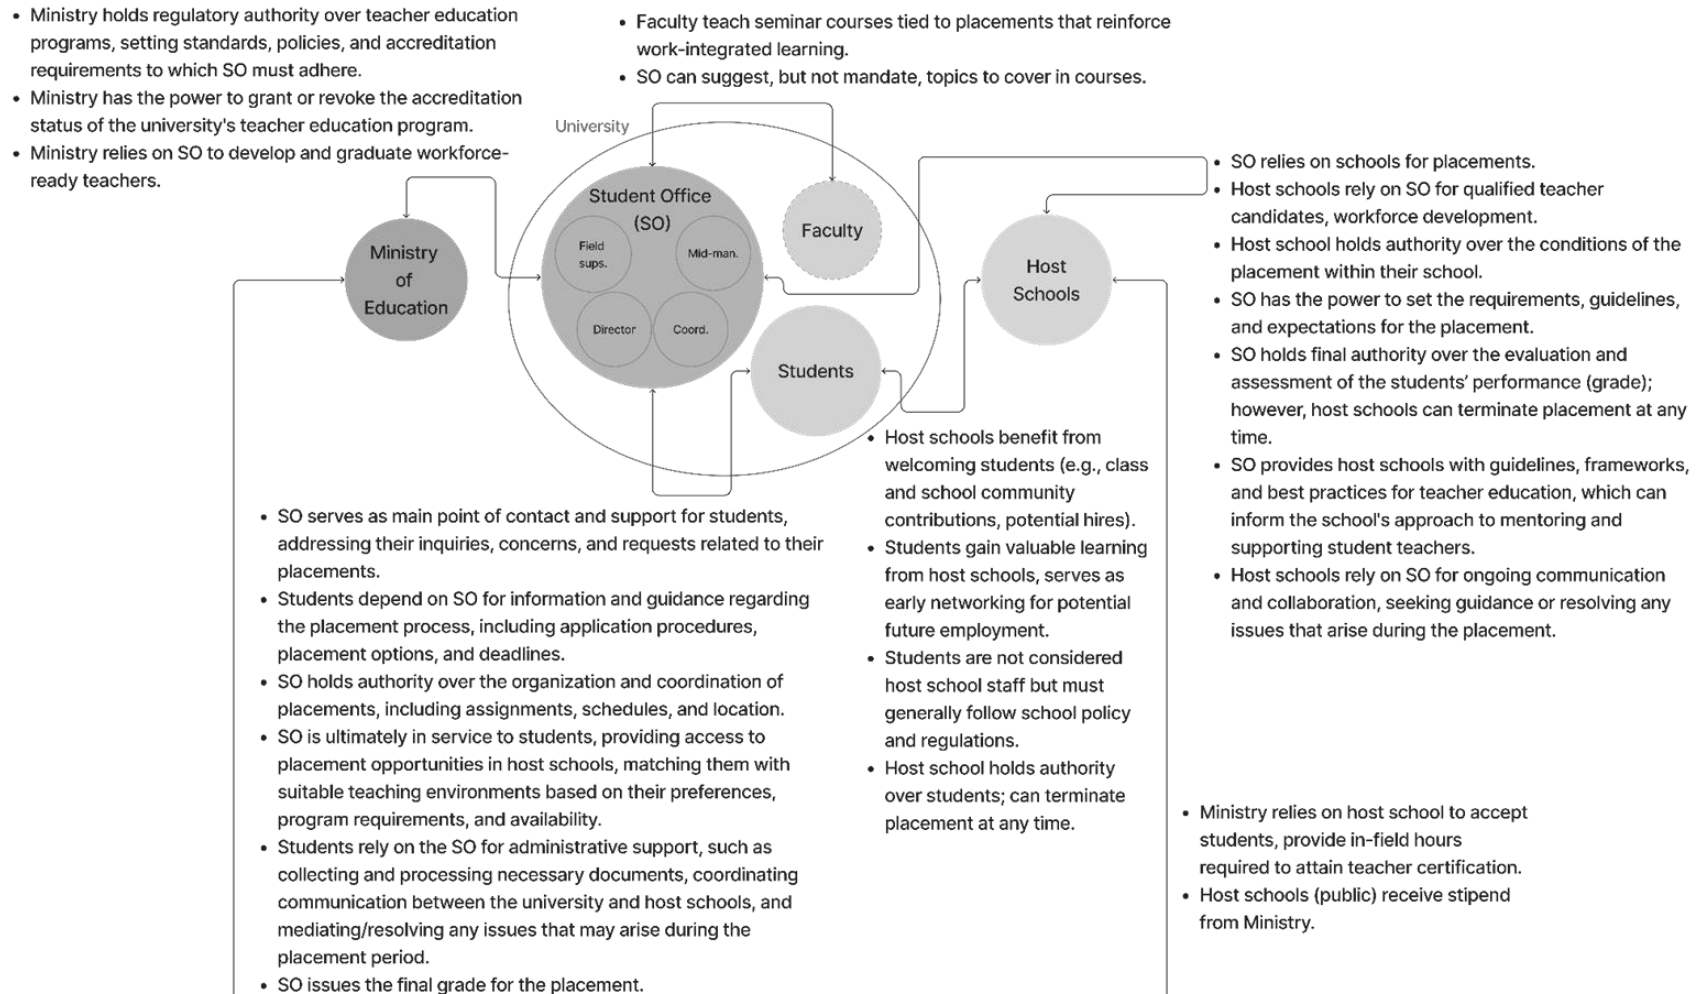 • Ministry holds regulatory authority over teacher education
programs, setting standards, policies, and accreditation
requirements to which SO must adhere.
• Ministry has the power to grant or revoke the accreditation
status of the university's teacher education program.
• Ministry relies on SO to develop and graduate workforce-
ready teachers.
• Faculty teach seminar courses tied to placements that reinforce
work-integrated learning.
• SO can suggest, but not mandate, topics to cover in courses.
University
Student Office
(SO)
Field
sups.
Mid-man.
Director
Coord.
Faculty
Ministry
of
Education
Students
Host
Schools
• SO relies on schools for placements.
• Host schools rely on SO for qualified teacher
candidates, workforce development.
• Host school holds authority over the conditions of the
placement within their school.
• SO has the power to set the requirements, guidelines,
and expectations for the placement.
• SO holds final authority over the evaluation and
assessment of the students' performance (grade);
however, host schools can terminate placement at any
time.
• SO provides host schools with guidelines, frameworks,
and best practices for teacher education, which can
inform the school's approach to mentoring and
supporting student teachers.
• Host schools rely on SO for ongoing communication
and collaboration, seeking guidance or resolving any
issues that arise during the placement.
• SO serves as main point of contact and support for students,
addressing their inquiries, concerns, and requests related to their
placements.
• Students depend on SO for information and guidance regarding
the placement process, including application procedures,
placement options, and deadlines.
• SO holds authority over the organization and coordination of
placements, including assignments, schedules, and location.
• SO is ultimately in service to students, providing access to
placement opportunities in host schools, matching them with
suitable teaching environments based on their preferences,
program requirements, and availability.
• Students rely on the SO for administrative support, such as
collecting and processing necessary documents, coordinating
communication between the university and host schools, and
mediating/resolving any issues that may arise during the
placement period.
• SO issues the final grade for the placement.
• Host schools benefit from
welcoming students (e.g., class
and school community
contributions, potential hires).
• Students gain valuable learning
from host schools, serves as
early networking for potential
future employment.
• Students are not considered
host school staff but must
generally follow school policy
and regulations.
• Host school holds authority
over students; can terminate
placement at any time.
• Ministry relies on host school to accept
students, provide in-field hours
required to attain teacher certification.
• Host schools (public) receive stipend
from Ministry.